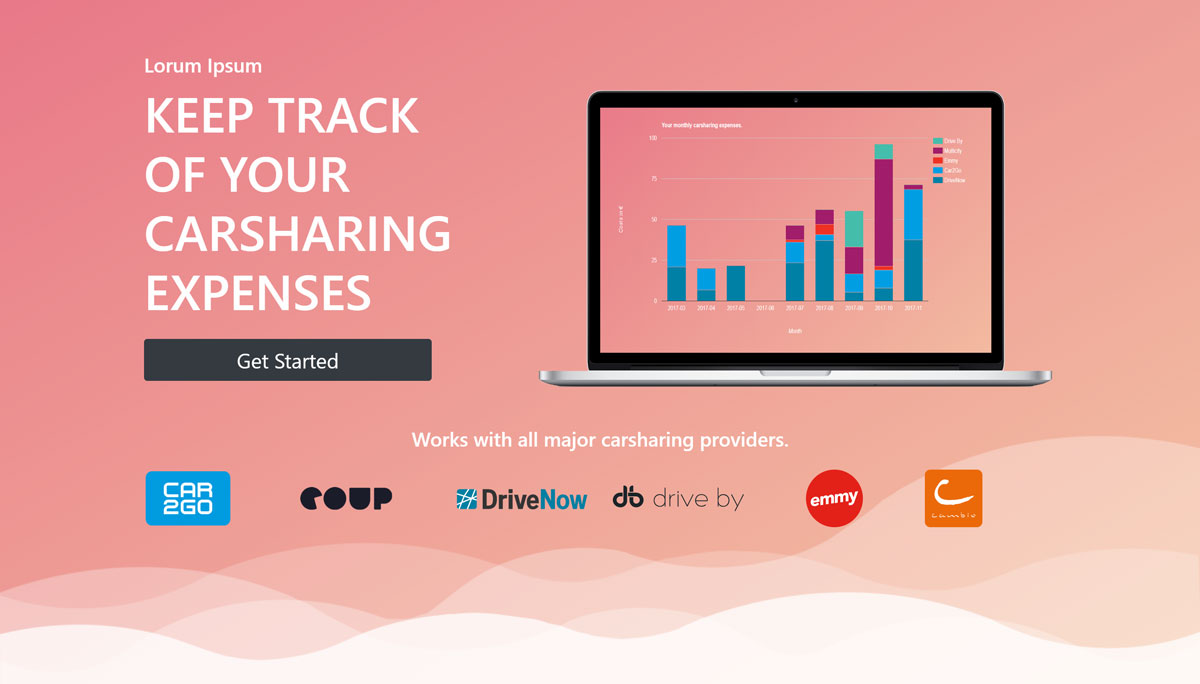 Lorum Ipsum
KEEP TRACK
OF YOUR
CARSHARING
EXPENSES
Get Started
Your monthly carsharing expenses.
100
75
50
25
0
Costs in €
2017-03 2017-04 2017-05 2017-06 2017-07 2017-08 2017-09 2017-10 2017-11
Month
Drive By
Multicity
Emmy
Car2Go
DriveNow
Works with all major carsharing providers.
CAR
2GO
COUP
DriveNow
db drive by
emmy
cambio